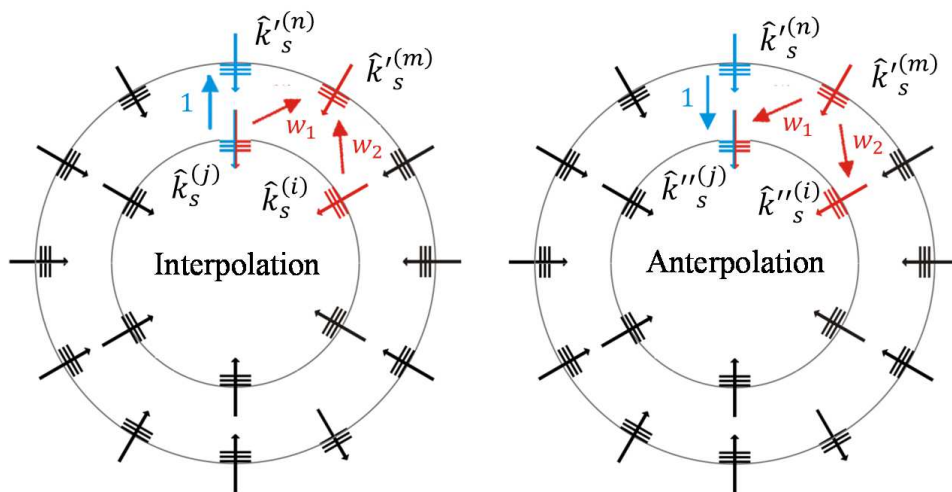 k̂′ₛ⁽ⁿ⁾
k̂′ₛ⁽ᵐ⁾
1
...
w₁
w₂
k̂ₛ⁽ʲ⁾
k̂ₛ⁽ⁱ⁾
Interpolation
k̂′ₛ⁽ⁿ⁾
k̂′ₛ⁽ᵐ⁾
1
...
w₁
w₂
k̂″ₛ⁽ʲ⁾
k̂″ₛ⁽ⁱ⁾
Anterpolation